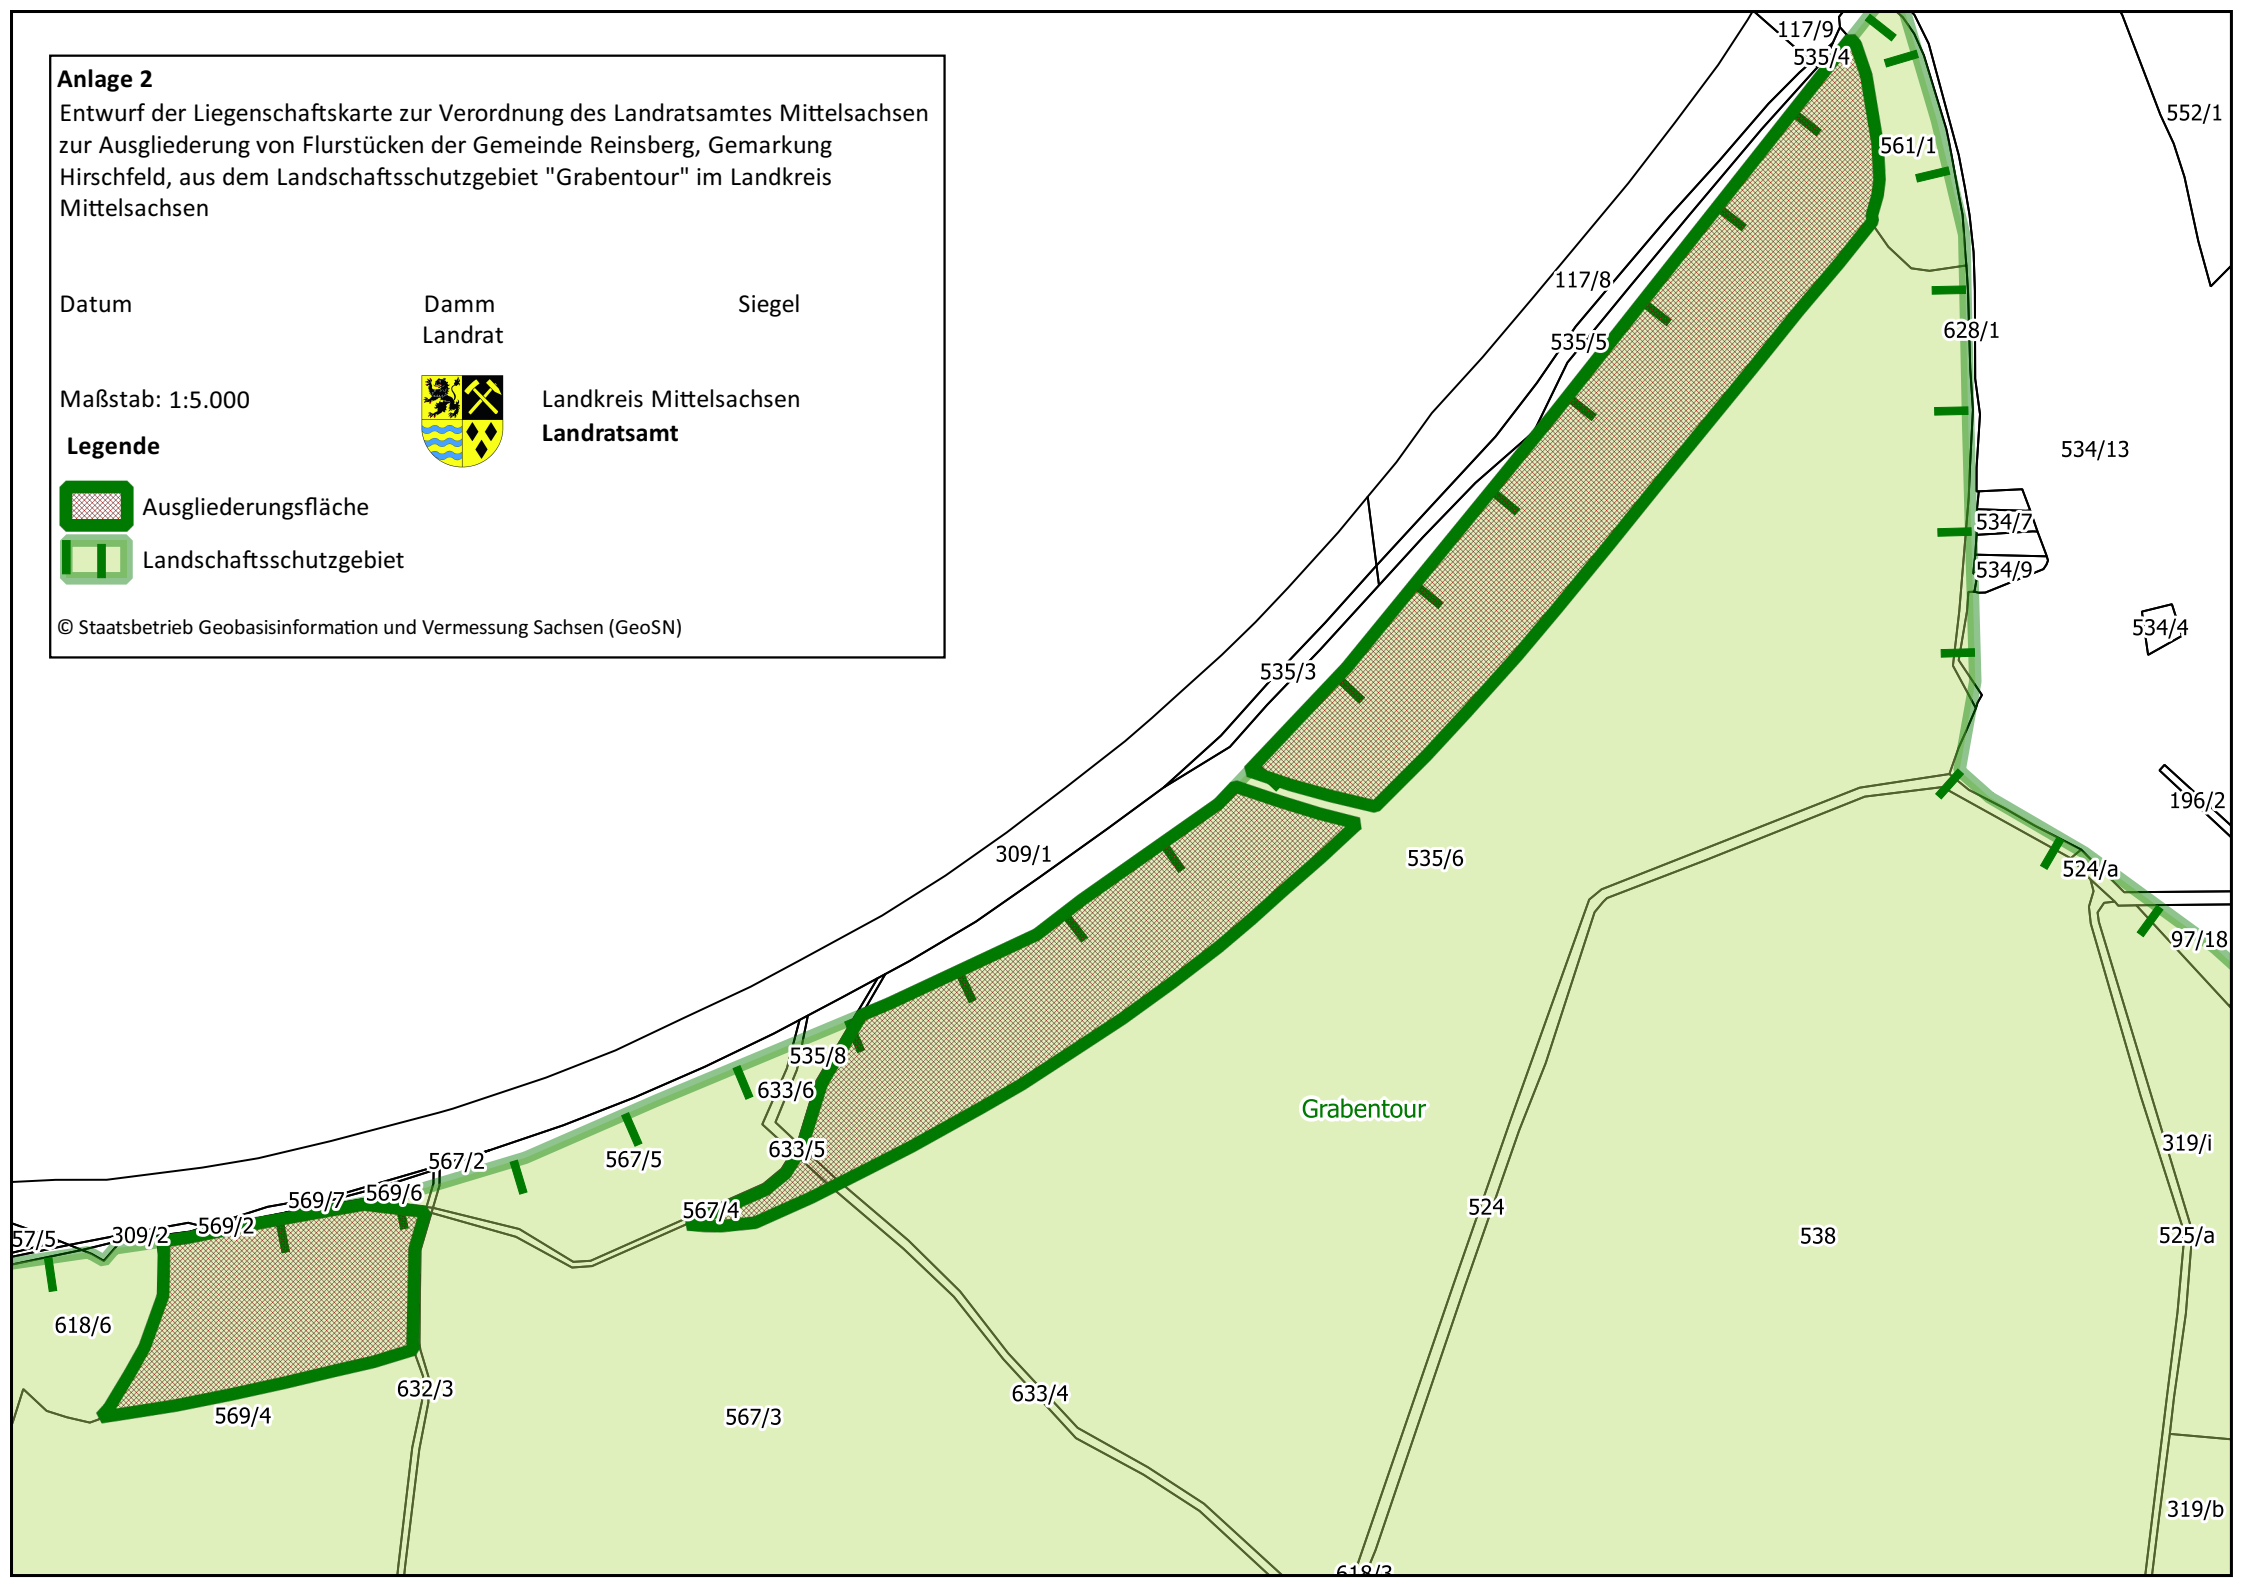 Anlage 2
Entwurf der Liegenschaftskarte zur Verordnung des Landratsamtes Mittelsachsen
zur Ausgliederung von Flurstücken der Gemeinde Reinsberg, Gemarkung
Hirschfeld, aus dem Landschaftsschutzgebiet "Grabentour" im Landkreis
Mittelsachsen
Datum
Damm
Siegel
Landrat
Maßstab: 1:5.000
Landkreis Mittelsachsen
Landratsamt
Legende
Ausgliederungsfläche
Landschaftsschutzgebiet
© Staatsbetrieb Geobasisinformation und Vermessung Sachsen (GeoSN)
117/9
535/4
552/1
561/1
117/8
628/1
535/5
534/13
534/7
534/9
534/4
535/3
196/2
309/1
535/6
524/a
97/18
535/8
633/6
Grabentour
319/i
633/5
567/5
567/2
569/6
569/7
567/4
524
538
525/a
569/2
309/2
57/5
618/6
632/3
633/4
569/4
567/3
319/b
618/3